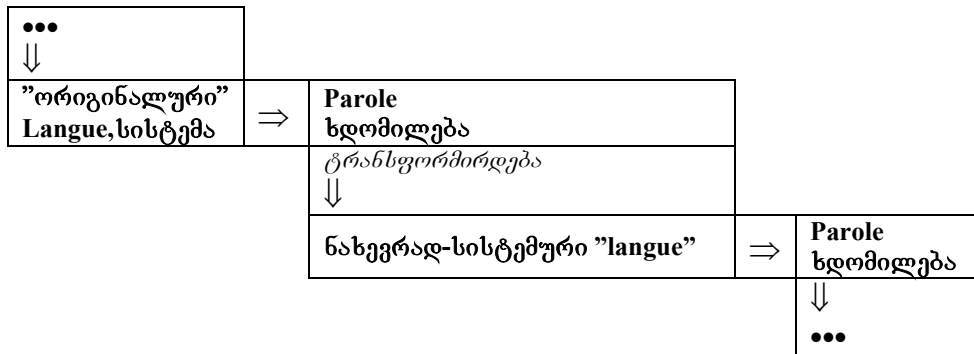 •••
⇓
”ორიგინალური”
Langue,სისტემა
⇒
Parole
ხდომილება
ტრანსფორმირდება
⇓
ნახევრად-სისტემური ”langue”
⇒
Parole
ხდომილება
⇓
•••